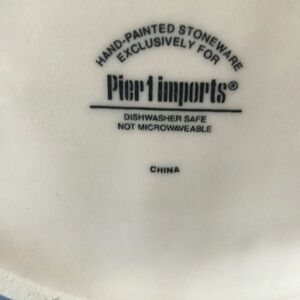 HAND-PAINTED STONEWARE
EXCLUSIVELY FOR
Pier 1 imports®
DISHWASHER SAFE
NOT MICROWAVEABLE
CHINA